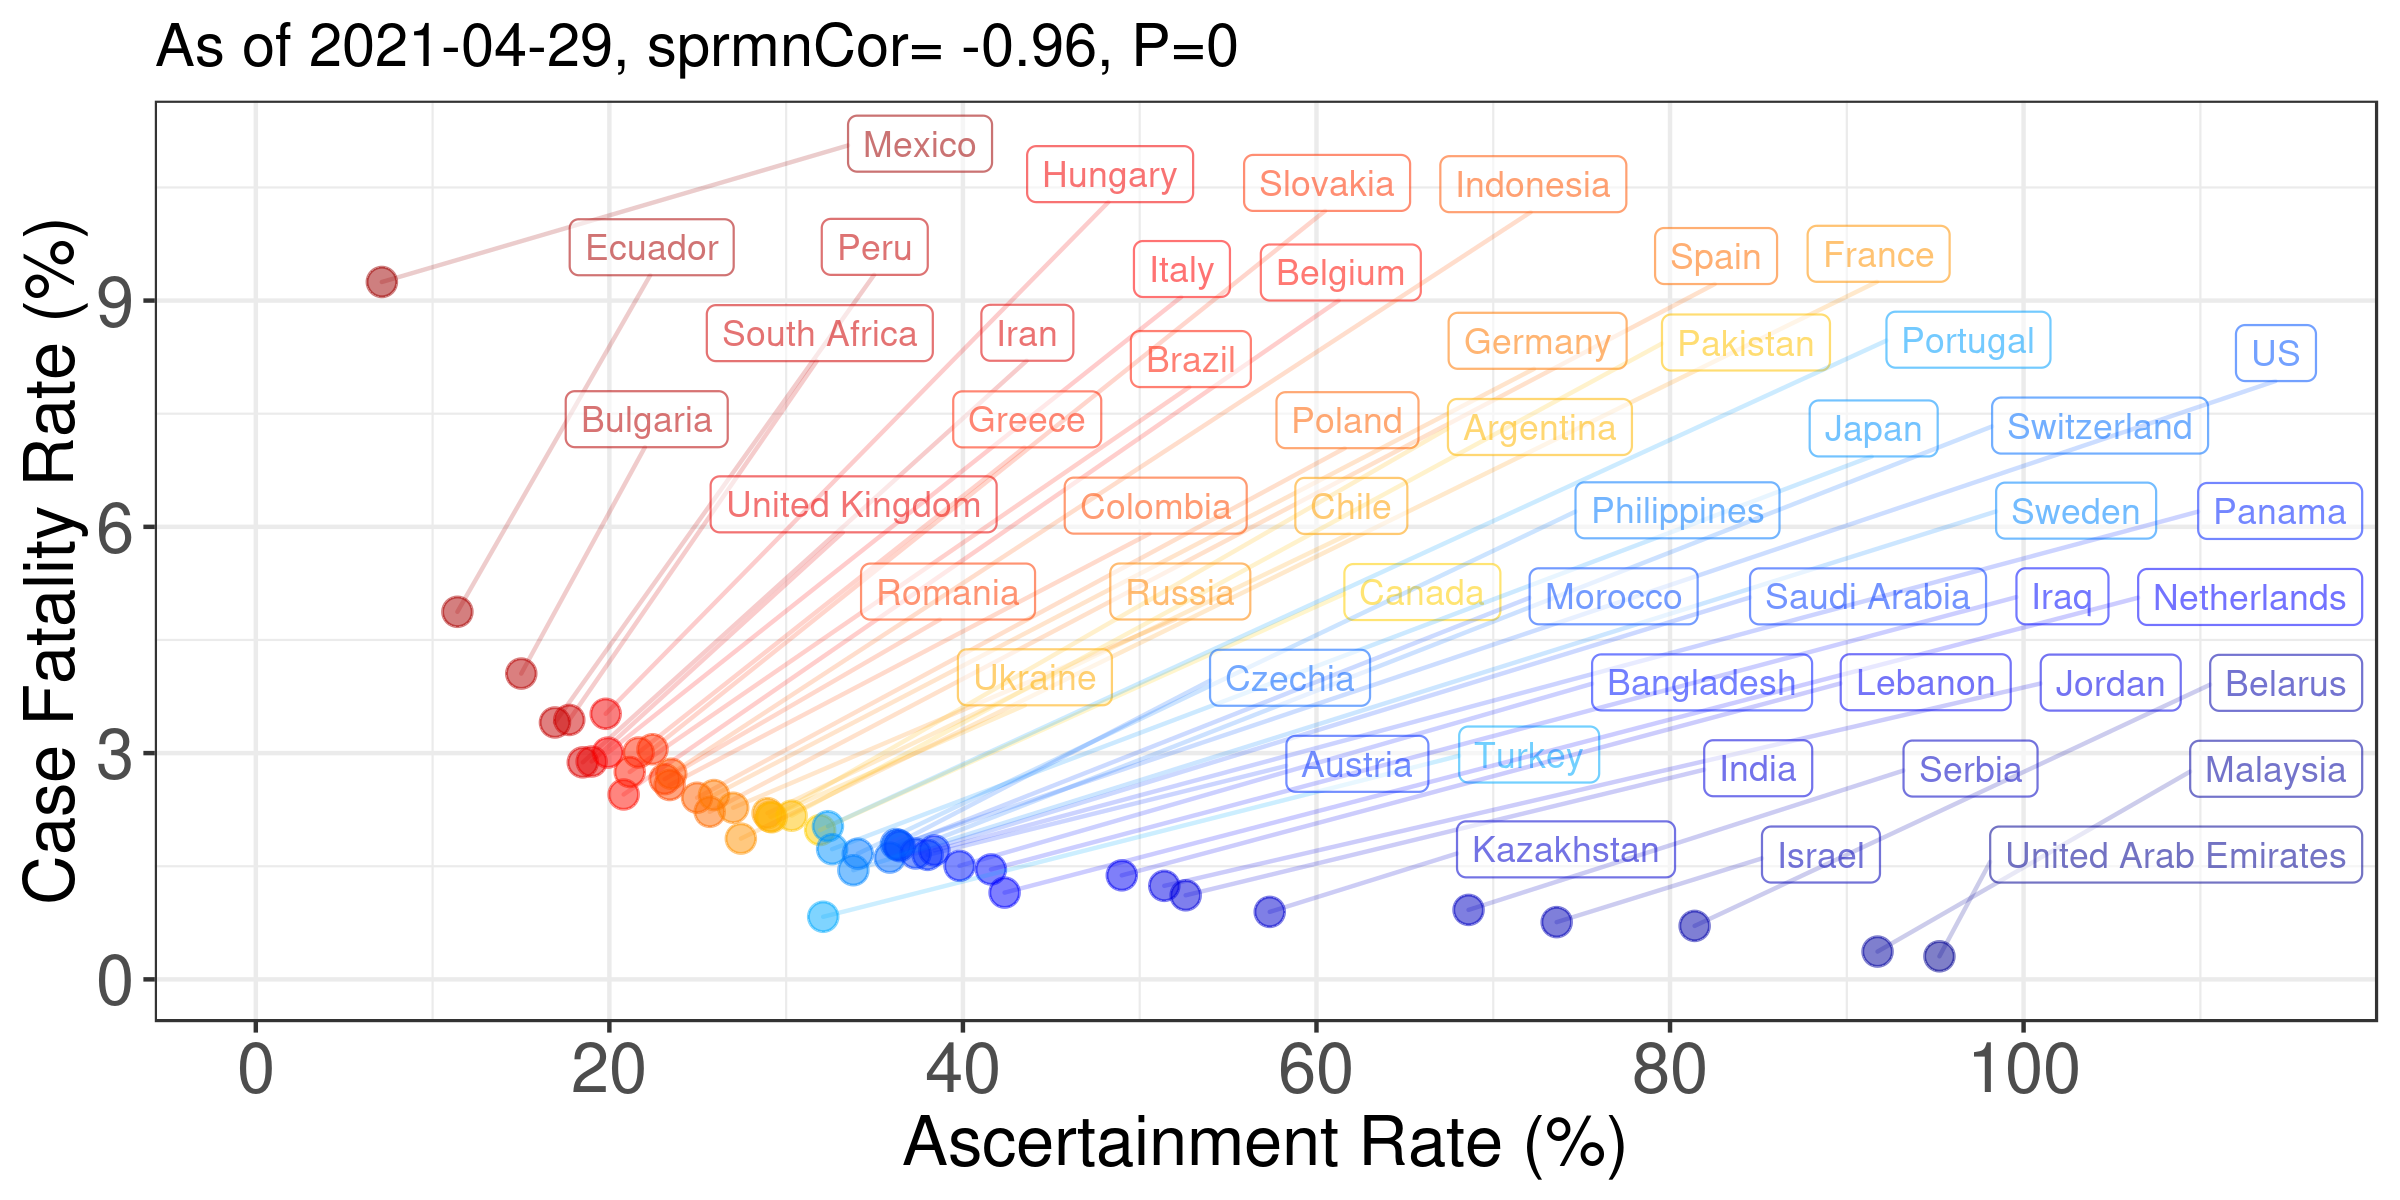 As of 2021-04-29, sprmnCor= -0.96, P=0
Mexico
Hungary
Slovakia
Indonesia
Ecuador
Peru
Italy
Belgium
Spain
France
South Africa
Iran
Brazil
Germany
Pakistan
Portugal
US
Bulgaria
Greece
Poland
Argentina
Japan
Switzerland
United Kingdom
Colombia
Chile
Philippines
Sweden
Panama
Romania
Russia
Canada
Morocco
Saudi Arabia
Iraq
Netherlands
Ukraine
Czechia
Bangladesh
Lebanon
Jordan
Belarus
Austria
Turkey
India
Serbia
Malaysia
Kazakhstan
Israel
United Arab Emirates
Case Fatality Rate (%)
9
6
3
0
0
20
40
60
80
100
Ascertainment Rate (%)